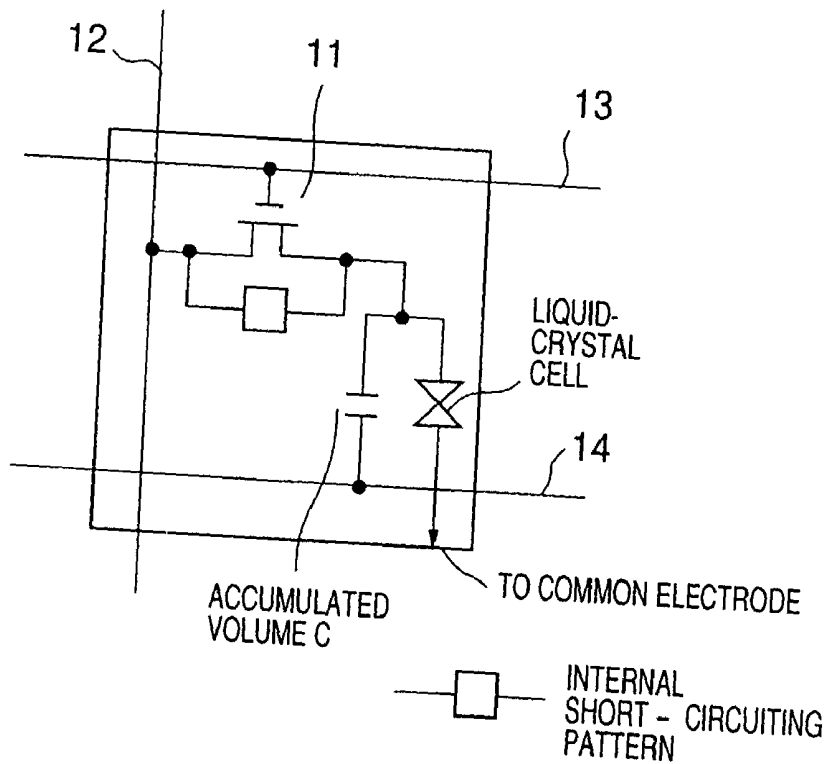 12
11
13
LIQUID-
CRYSTAL
CELL
14
TO COMMON ELECTRODE
ACCUMULATED
VOLUME C
INTERNAL
SHORT - CIRCUITING
PATTERN